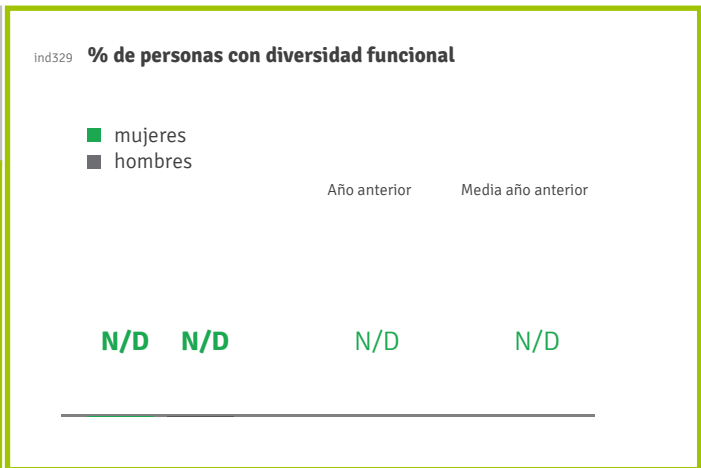 ind329 % de personas con diversidad funcional
mujeres
hombres
Año anterior Media año anterior
N/D N/D N/D N/D